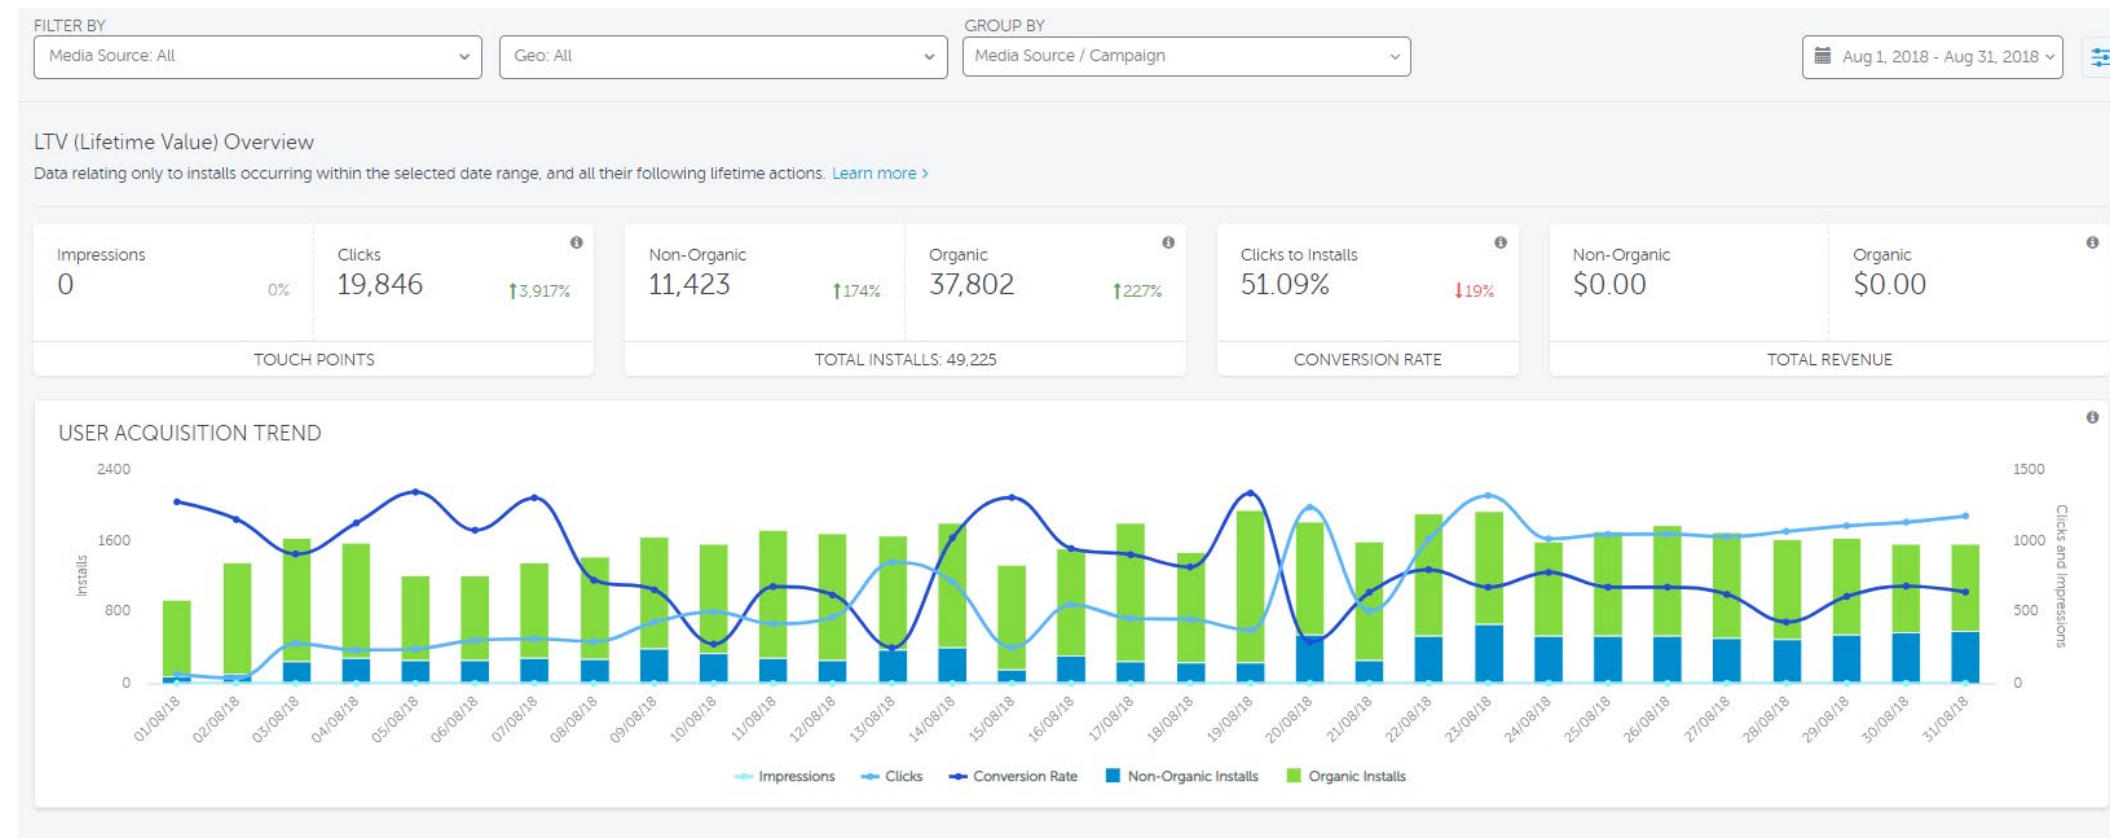 FILTER BY
GROUP BY
Media Source: All
Geo: All
Media Source / Campaign
Aug 1, 2018 - Aug 31, 2018
LTV (Lifetime Value) Overview
Data relating only to installs occurring within the selected date range, and all their following lifetime actions. Learn more >
Impressions
0
0%
Clicks
19,846
↑3,917%
TOUCH POINTS
Non-Organic
11,423
↑174%
Organic
37,802
↑227%
TOTAL INSTALLS: 49,225
Clicks to Installs
51.09%
↓19%
CONVERSION RATE
Non-Organic
$0.00
Organic
$0.00
TOTAL REVENUE
USER ACQUISITION TREND
2400
1600
800
0
Installs
1500
1000
500
0
Clicks and Impressions
01/08/18
02/08/18
03/08/18
04/08/18
05/08/18
06/08/18
07/08/18
08/08/18
09/08/18
10/08/18
11/08/18
12/08/18
13/08/18
14/08/18
15/08/18
16/08/18
17/08/18
18/08/18
19/08/18
20/08/18
21/08/18
22/08/18
23/08/18
24/08/18
25/08/18
26/08/18
27/08/18
28/08/18
29/08/18
30/08/18
31/08/18
Impressions
Clicks
Conversion Rate
Non-Organic Installs
Organic Installs